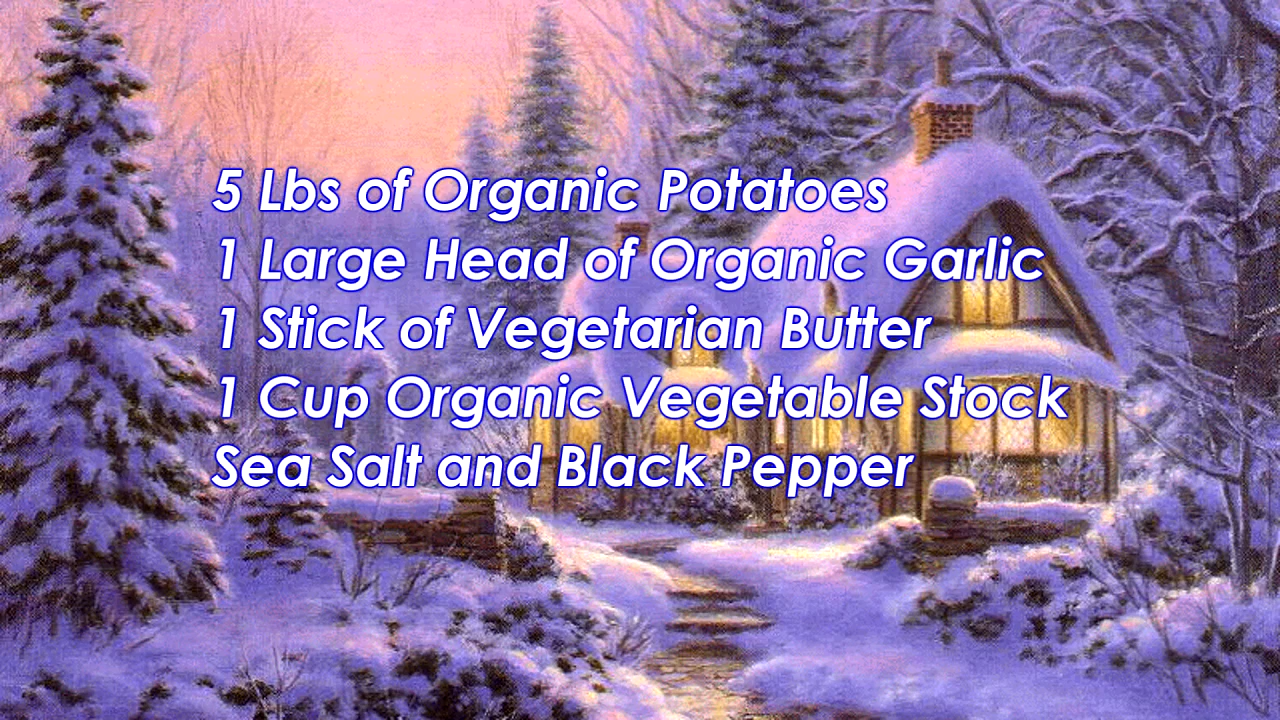 5 Lbs of Organic Potatoes
1 Large Head of Organic Garlic
1 Stick of Vegetarian Butter
1 Cup Organic Vegetable Stock
Sea Salt and Black Pepper